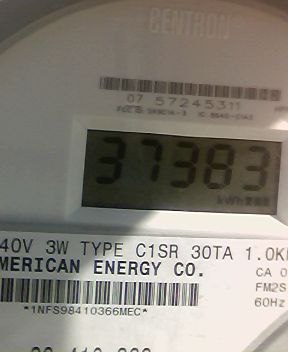 CENTRON
07 57245311
37383
kWh
40V 3W TYPE C1SR 30TA 1.0K
MERICAN ENERGY CO.
CA 0
FM2S
60Hz
*1NFS98410366MEC*